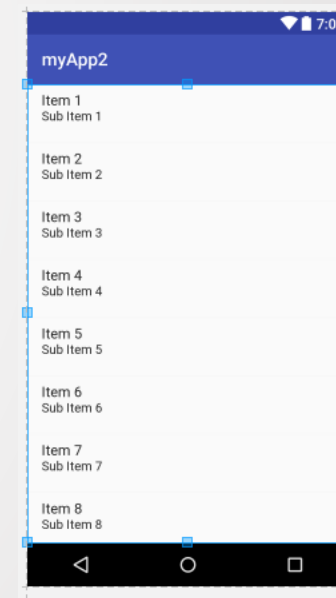 7:0
myApp2
Item 1
Sub Item 1
Item 2
Sub Item 2
Item 3
Sub Item 3
Item 4
Sub Item 4
Item 5
Sub Item 5
Item 6
Sub Item 6
Item 7
Sub Item 7
Item 8
Sub Item 8